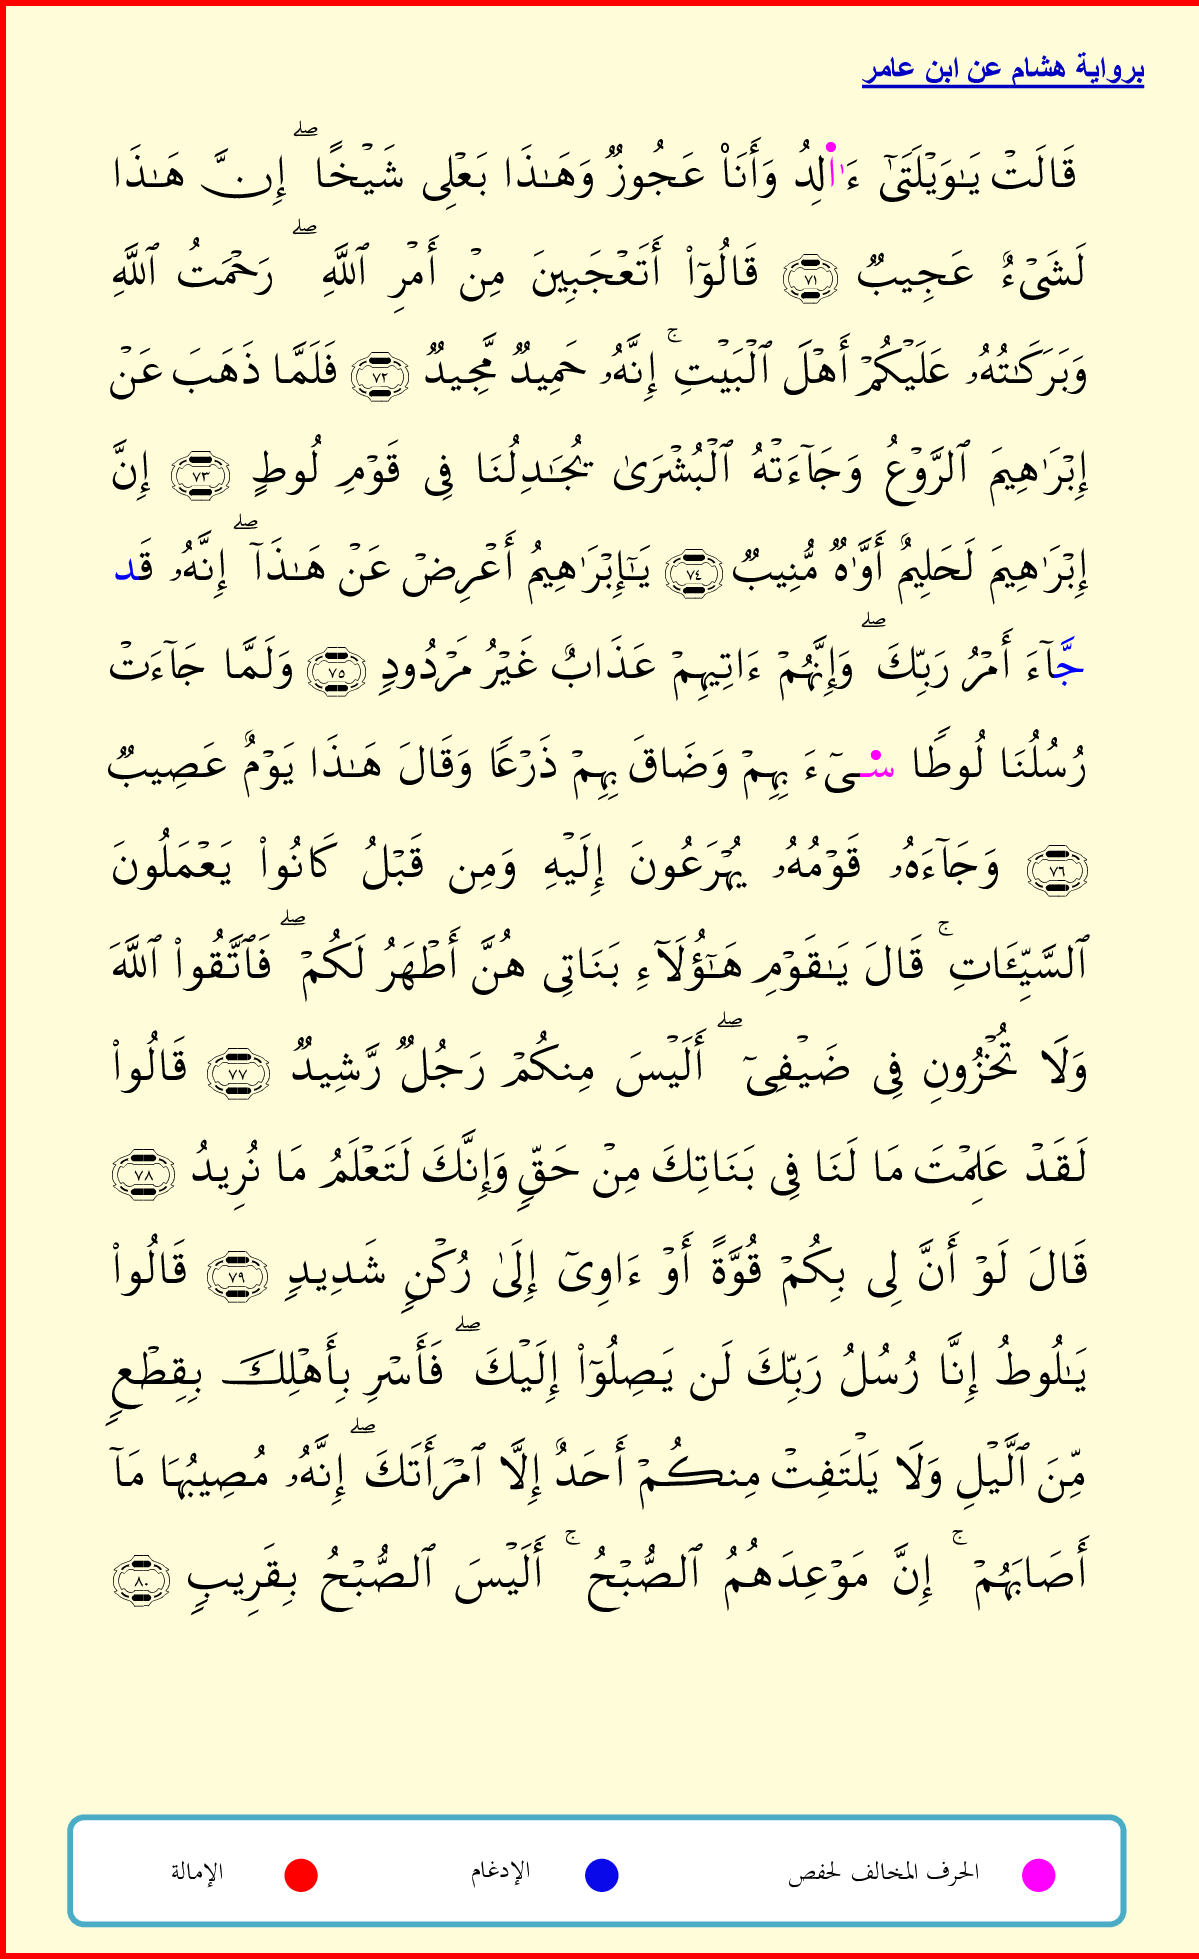 برواية هشام عن ابن عامر
قَالَتۡ يَٰوَيۡلَتَىٰٓ ءَا۬لِدُ وَأَنَا۠ عَجُوزٞ وَهَٰذَا بَعۡلِي شَيۡخًاۖ إِنَّ هَٰذَا
لَشَيۡءٌ عَجِيبٞ ٧١ قَالُوٓاْ أَتَعۡجَبِينَ مِنۡ أَمۡرِ ٱللَّهِۖ رَحۡمَتُ ٱللَّهِ
وَبَرَكَٰتُهُۥ عَلَيۡكُمۡ أَهۡلَ ٱلۡبَيۡتِۚ إِنَّهُۥ حَمِيدٞ مَّجِيدٞ ٧٢ فَلَمَّا ذَهَبَ عَنۡ
إِبۡرَٰهِيمَ ٱلرَّوۡعُ وَجَآءَتۡهُ ٱلۡبُشۡرَىٰ يُجَٰدِلُنَا فِي قَوۡمِ لُوطٍ ٧٣ إِنَّ
إِبۡرَٰهِيمَ لَحَلِيمٌ أَوَّٰهٞ مُّنِيبٞ ٧٤ يَٰٓإِبۡرَٰهِيمُ أَعۡرِضۡ عَنۡ هَٰذَآۖ إِنَّهُۥ قَد
جَّآءَ أَمۡرُ رَبِّكَۖ وَإِنَّهُمۡ ءَاتِيهِمۡ عَذَابٌ غَيۡرُ مَرۡدُودٖ ٧٥ وَلَمَّا جَآءَتۡ
رُسُلُنَا لُوطٗا سِ۬يٓءَ بِهِمۡ وَضَاقَ بِهِمۡ ذَرۡعٗا وَقَالَ هَٰذَا يَوۡمٌ عَصِيبٞ
٧٦ وَجَآءَهُۥ قَوۡمُهُۥ يُهۡرَعُونَ إِلَيۡهِ وَمِن قَبۡلُ كَانُواْ يَعۡمَلُونَ
ٱلسَّيِّـَٔاتِۚ قَالَ يَٰقَوۡمِ هَٰٓؤُلَآءِ بَنَاتِي هُنَّ أَطۡهَرُ لَكُمۡۖ فَٱتَّقُواْ ٱللَّهَ
وَلَا تُخۡزُونِ فِي ضَيۡفِيٓۖ أَلَيۡسَ مِنكُمۡ رَجُلٞ رَّشِيدٞ ٧٧ قَالُواْ
لَقَدۡ عَلِمۡتَ مَا لَنَا فِي بَنَاتِكَ مِنۡ حَقّٖ وَإِنَّكَ لَتَعۡلَمُ مَا نُرِيدُ ٧٨
قَالَ لَوۡ أَنَّ لِي بِكُمۡ قُوَّةً أَوۡ ءَاوِيٓ إِلَىٰ رُكۡنٖ شَدِيدٖ ٧٩ قَالُواْ
يَٰلُوطُ إِنَّا رُسُلُ رَبِّكَ لَن يَصِلُوٓاْ إِلَيۡكَۖ فَأَسۡرِ بِأَهۡلِكَ بِقِطۡعٖ
مِّنَ ٱلَّيۡلِ وَلَا يَلۡتَفِتۡ مِنكُمۡ أَحَدٌ إِلَّا ٱمۡرَأَتَكَۖ إِنَّهُۥ مُصِيبُهَا مَآ
أَصَابَهُمۡۚ إِنَّ مَوۡعِدَهُمُ ٱلصُّبۡحُۚ أَلَيۡسَ ٱلصُّبۡحُ بِقَرِيبٖ ٨٠
الحرف المخالف لحفص الإدغام الإمالة